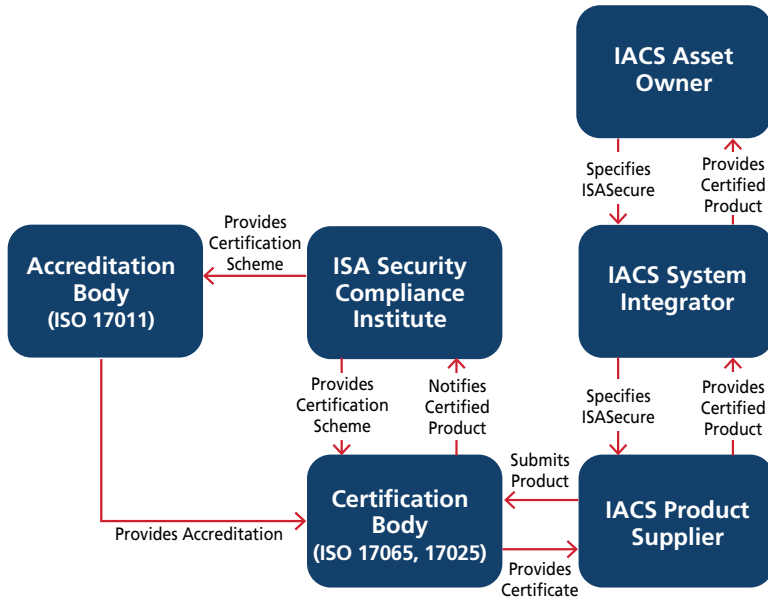 IACS Asset
Owner
Specifies
ISASecure
Provides
Certified
Product
Provides
Certification
Scheme
Accreditation
Body
(ISO 17011)
ISA Security
Compliance
Institute
IACS System
Integrator
Provides
Certification
Scheme
Notifies
Certified
Product
Specifies
ISASecure
Provides
Certified
Product
Submits
Product
Provides Accreditation
Certification
Body
(ISO 17065, 17025)
IACS Product
Supplier
Provides
Certificate